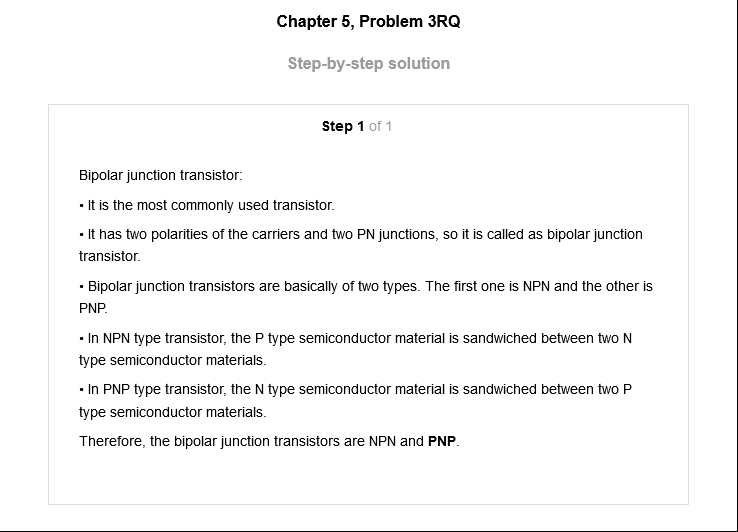 Chapter 5, Problem 3RQ
Step-by-step solution
Step 1 of 1
Bipolar junction transistor:
• It is the most commonly used transistor.
• It has two polarities of the carriers and two PN junctions, so it is called as bipolar junction
transistor.
• Bipolar junction transistors are basically of two types. The first one is NPN and the other is
PNP.
• In NPN type transistor, the P type semiconductor material is sandwiched between two N
type semiconductor materials.
• In PNP type transistor, the N type semiconductor material is sandwiched between two P
type semiconductor materials.
Therefore, the bipolar junction transistors are NPN and PNP.